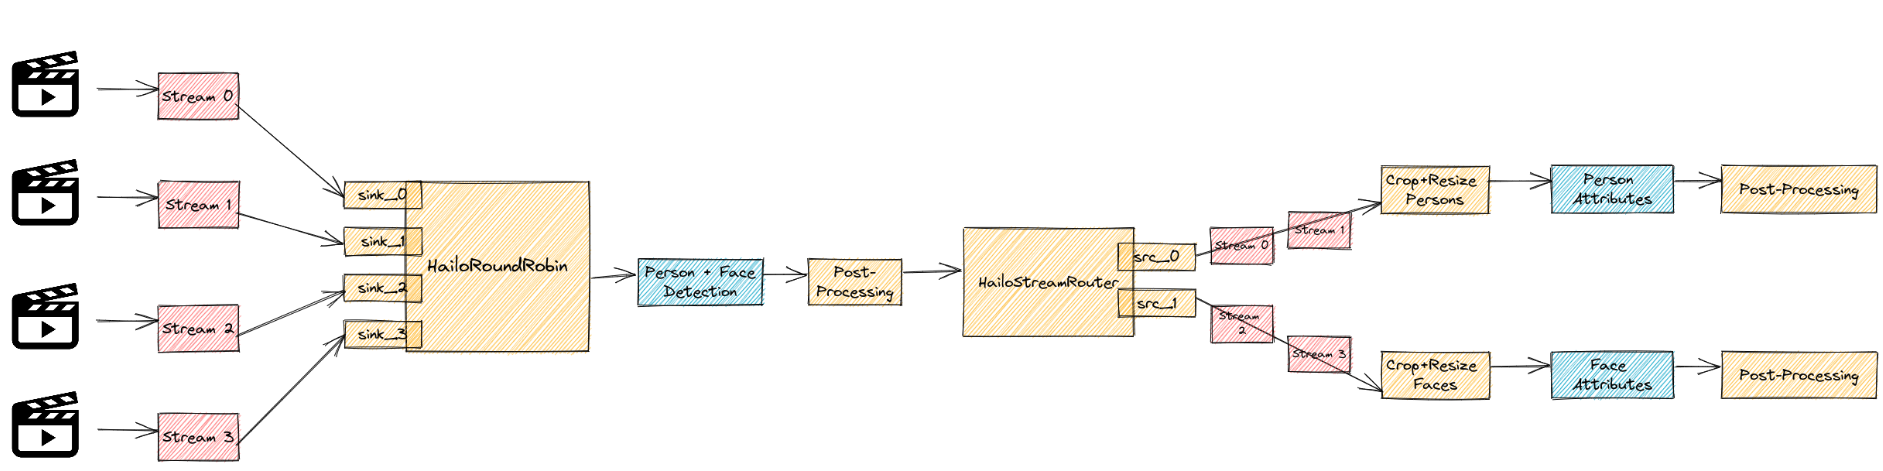 Stream 0
Stream 1
Stream 2
Stream 3
sink_0
sink_1
sink_2
sink_3
HailoRoundRobin
Person + Face
Detection
Post-
Processing
HailoStreamRouter
src_0
src_1
Stream 0
Stream 1
Stream
2
Stream 3
Crop+Resize
Persons
Person
Attributes
Post-Processing
Crop+Resize
Faces
Face
Attributes
Post-Processing